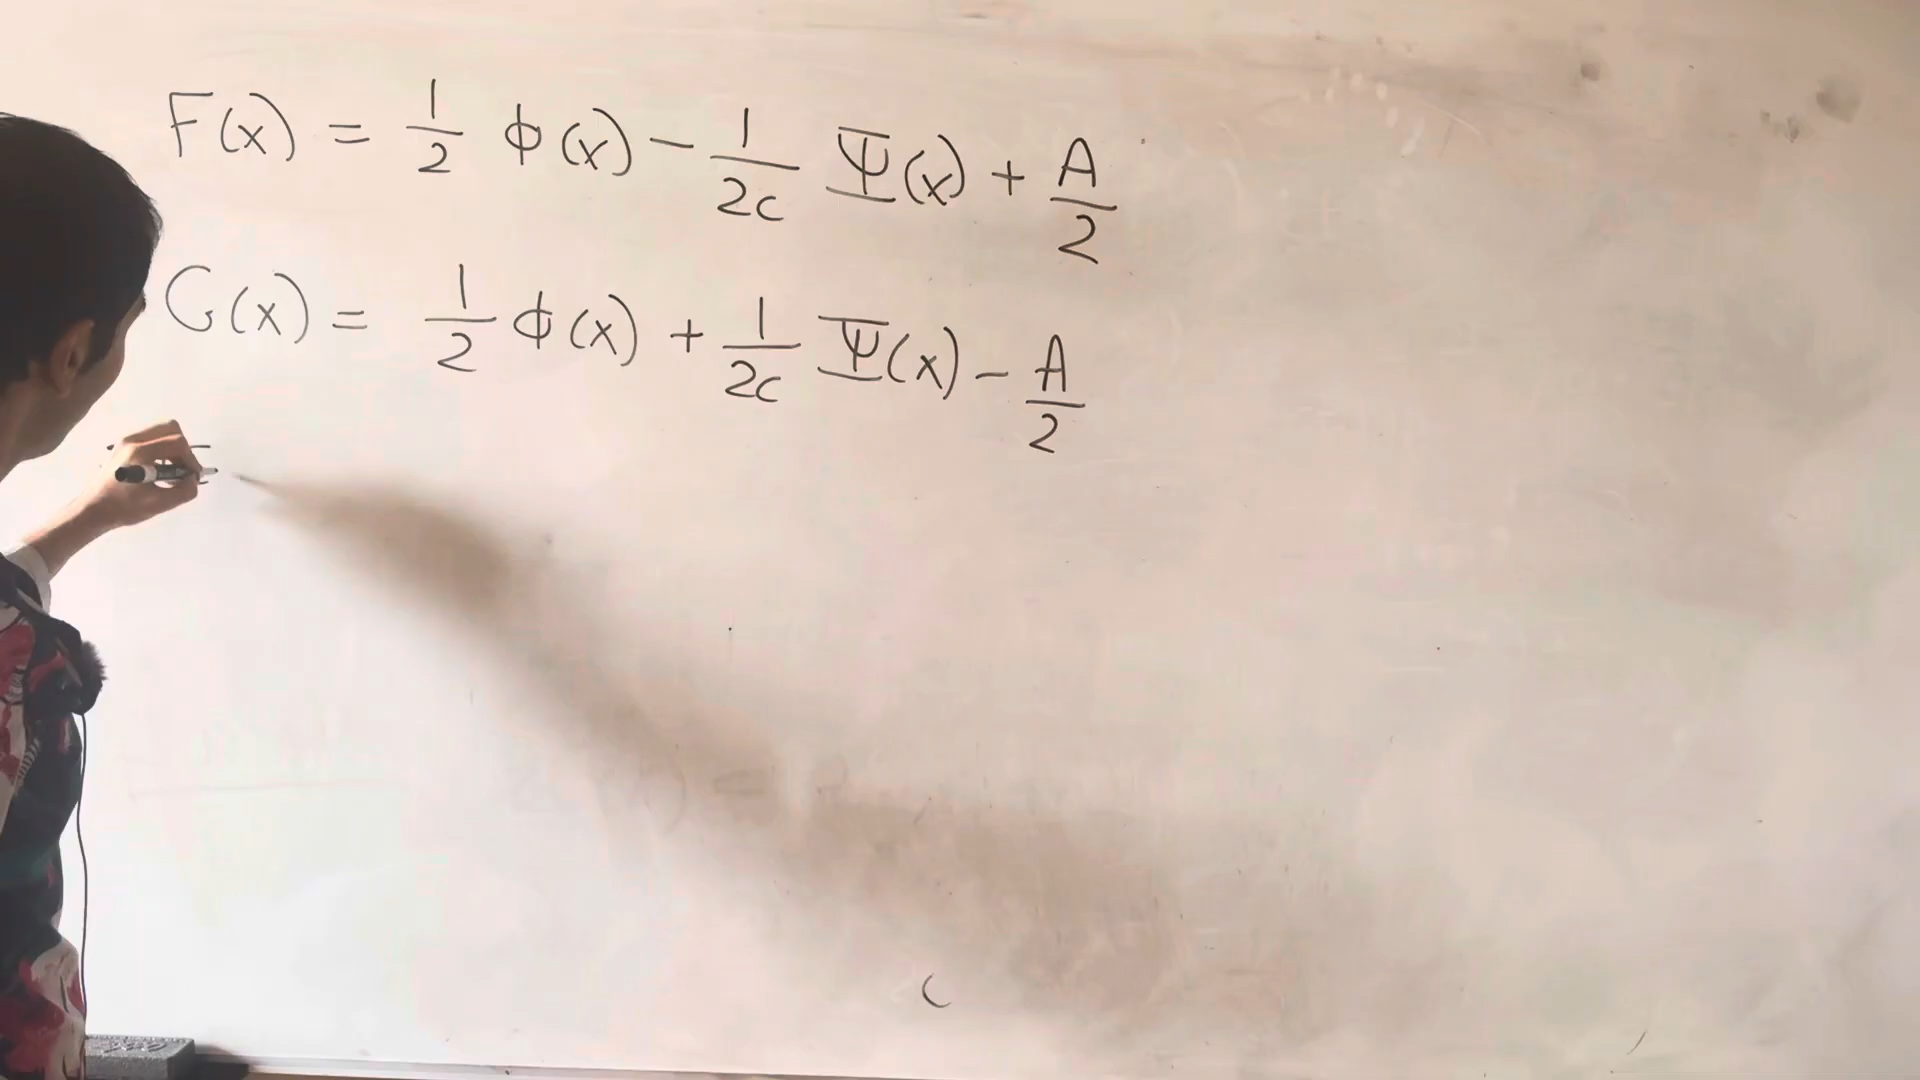 F(x) = 1/2 ϕ(x) - 1/2c Ψ(x) + A/2
G(x) = 1/2 ϕ(x) + 1/2c Ψ(x) - A/2